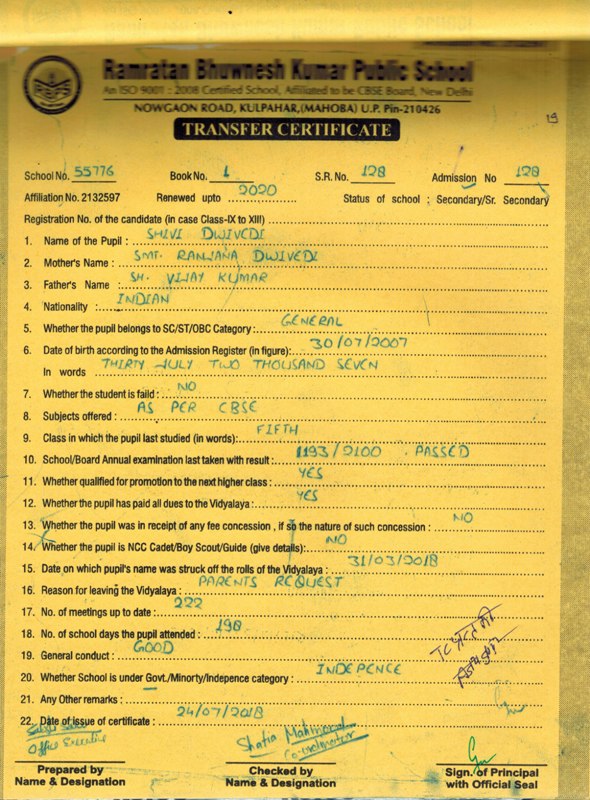 Ramratan Bhuwnesh Kumar Public School
An ISO 9001 : 2008 Certified School, Affiliated to be CBSE Board, New Delhi
NOWGAON ROAD, KULPAHAR,(MAHOBA) U.P. Pin-210426
19
TRANSFER CERTIFICATE
School No. 55776 Book No. 1 S.R. No. 128 Admission No 128
Affiliation No. 2132597 Renewed upto 2020 Status of school : Secondary/Sr. Secondary
Registration No. of the candidate (in case Class-IX to XII!)
1. Name of the Pupil : SHIVI DWIVEDI
2. Mother's Name : SMT. RANJANA DWIVEDI
3. Father's Name : SH. VIJAY KUMAR
4. Nationality : INDIAN
5. Whether the pupil belongs to SC/ST/OBC Category : GENERAL
6. Date of birth according to the Admission Register (in figure): 30/07/2007
In words THIRTY JULY TWO THOUSAND SEVEN
7. Whether the student is faild : NO
8. Subjects offered : AS PER CBSE
9. Class in which the pupil last studied (in words): FIFTH
10. School/Board Annual examination last taken with result : 1193/2100 . PASSED
11. Whether qualified for promotion to the next higher class : YES
12. Whether the pupil has paid all dues to the Vidyalaya : YES
13. Whether the pupil was in receipt of any fee concession , if so the nature of such concession : NO
14. Whether the pupil is NCC Cadet/Boy Scout/Guide (give details): NO
15. Date on which pupil's name was struck off the rolls of the Vidyalaya : 31/03/2018
16. Reason for leaving the Vidyalaya : PARENTS REQUEST
17. No. of meetings up to date : 222
18. No. of school days the pupil attended : 190
19. General conduct : GOOD
20. Whether School is under Govt./Minorty/Indepence category : INDEPENCE
21. Any Other remarks :
22. Date of issue of certificate : 24/07/2018
Office Executive
Shafia Mahmood
Co-ordinator
Prepared by
Name & Designation
Checked by
Name & Designation
Sign. of Principal
with Official Seal